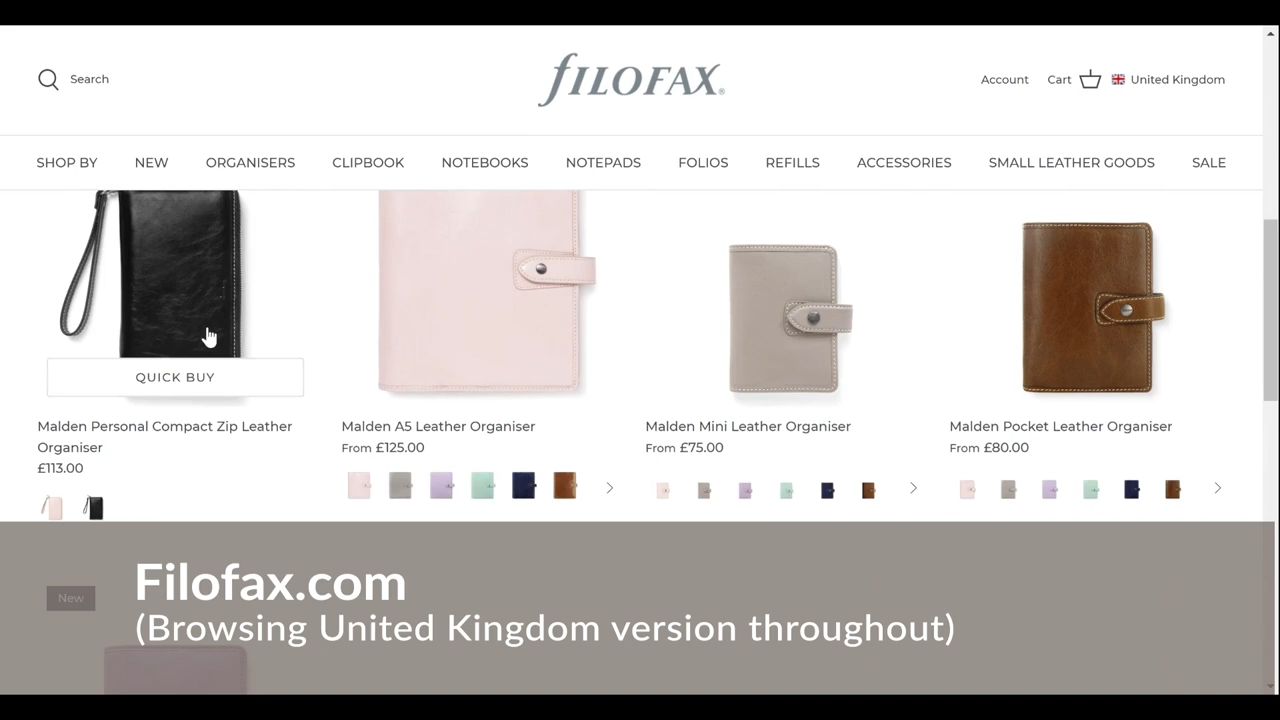 Search
FILOFAX®
Account Cart United Kingdom
SHOP BY NEW ORGANISERS CLIPBOOK NOTEBOOKS NOTEPADS FOLIOS REFILLS ACCESSORIES SMALL LEATHER GOODS SALE
QUICK BUY
Malden Personal Compact Zip Leather
Organiser
£113.00
Malden A5 Leather Organiser
From £125.00
Malden Mini Leather Organiser
From £75.00
Malden Pocket Leather Organiser
From £80.00
New
Filofax.com
(Browsing United Kingdom version throughout)